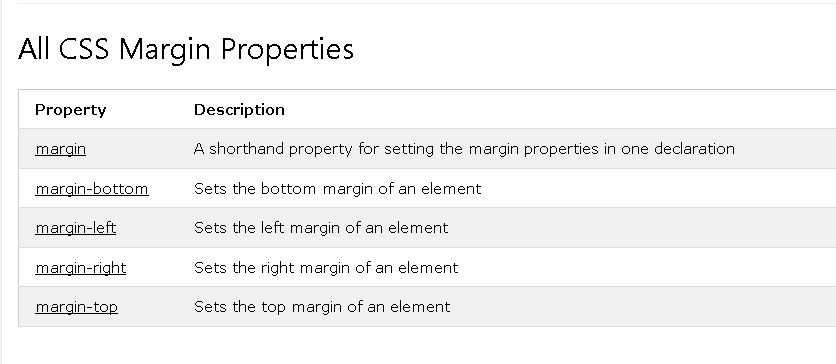 All CSS Margin Properties
Property Description
margin A shorthand property for setting the margin properties in one declaration
margin-bottom Sets the bottom margin of an element
margin-left Sets the left margin of an element
margin-right Sets the right margin of an element
margin-top Sets the top margin of an element